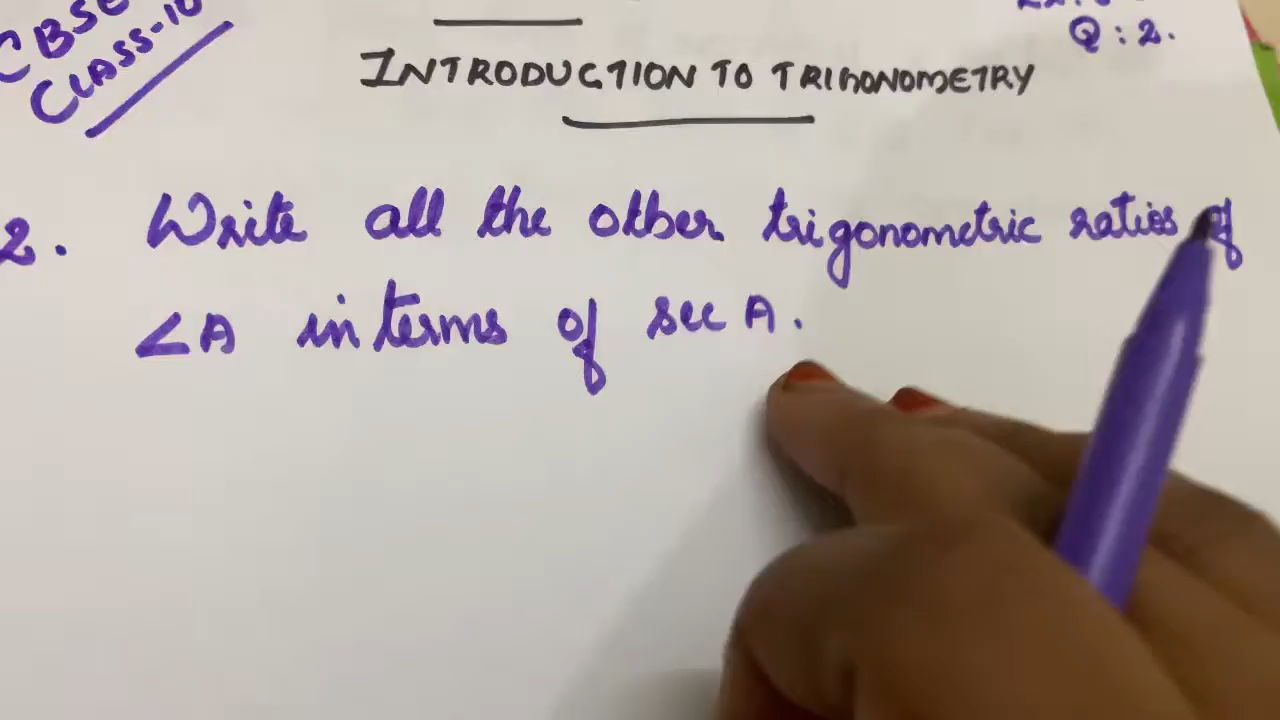 CBSE
CLASS-10
Q : 2.
INTRODUCTION TO TRIGONOMETRY
2. Write all the other trigonometric ratios of
∠A in terms of sec A.